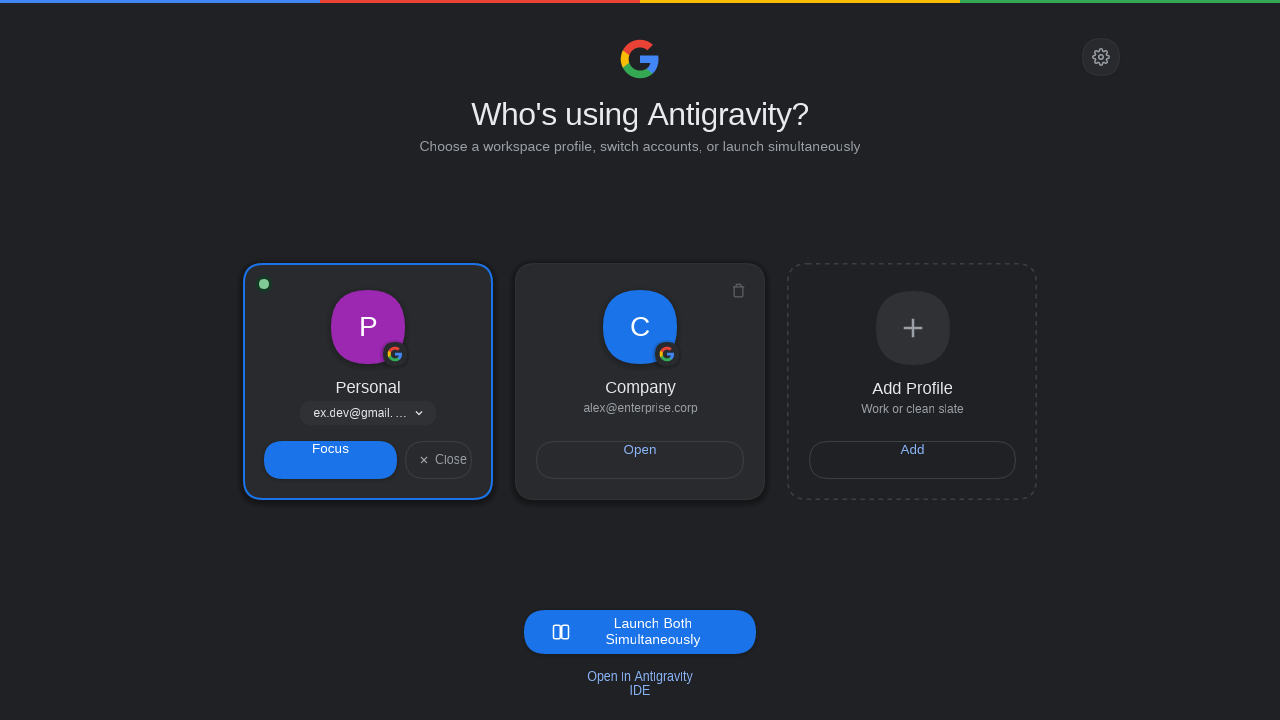 Who's using Antigravity?
Choose a workspace profile, switch accounts, or launch simultaneously
P
Personal
ex.dev@gmail. ...
Focus
Close
C
Company
alex@enterprise.corp
Open
Add Profile
Work or clean slate
Add
Launch Both
Simultaneously
Open in Antigravity
IDE